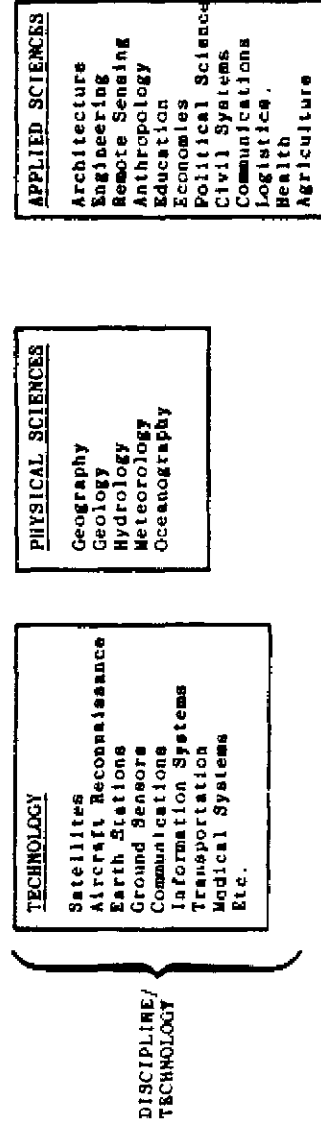 DISCIPLINE/
TECHNOLOGY
TECHNOLOGY
Satellites
Aircraft Reconnaissance
Earth Stations
Ground Sensors
Communications
Information Systems
Transportation
Medical Systems
Etc.
PHYSICAL SCIENCES
Geography
Geology
Hydrology
Meteorology
Oceanography
APPLIED SCIENCES
Architecture
Engineering
Remote Sensing
Anthropology
Education
Economics
Political Science
Civil Systems
Communications
Logistics.
Health
Agriculture